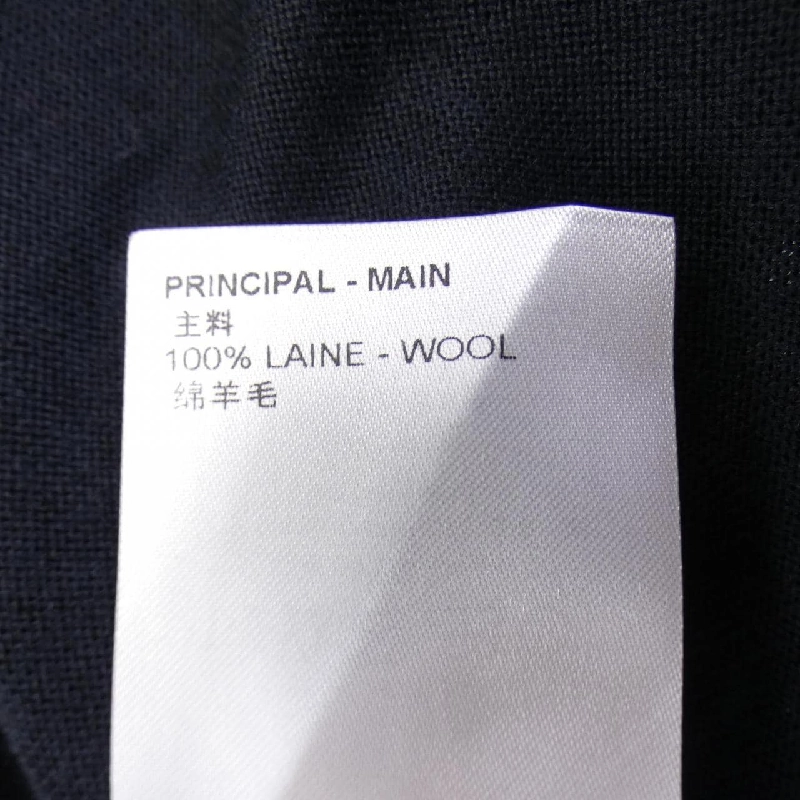 PRINCIPAL - MAIN
主料
100% LAINE - WOOL
绵羊毛